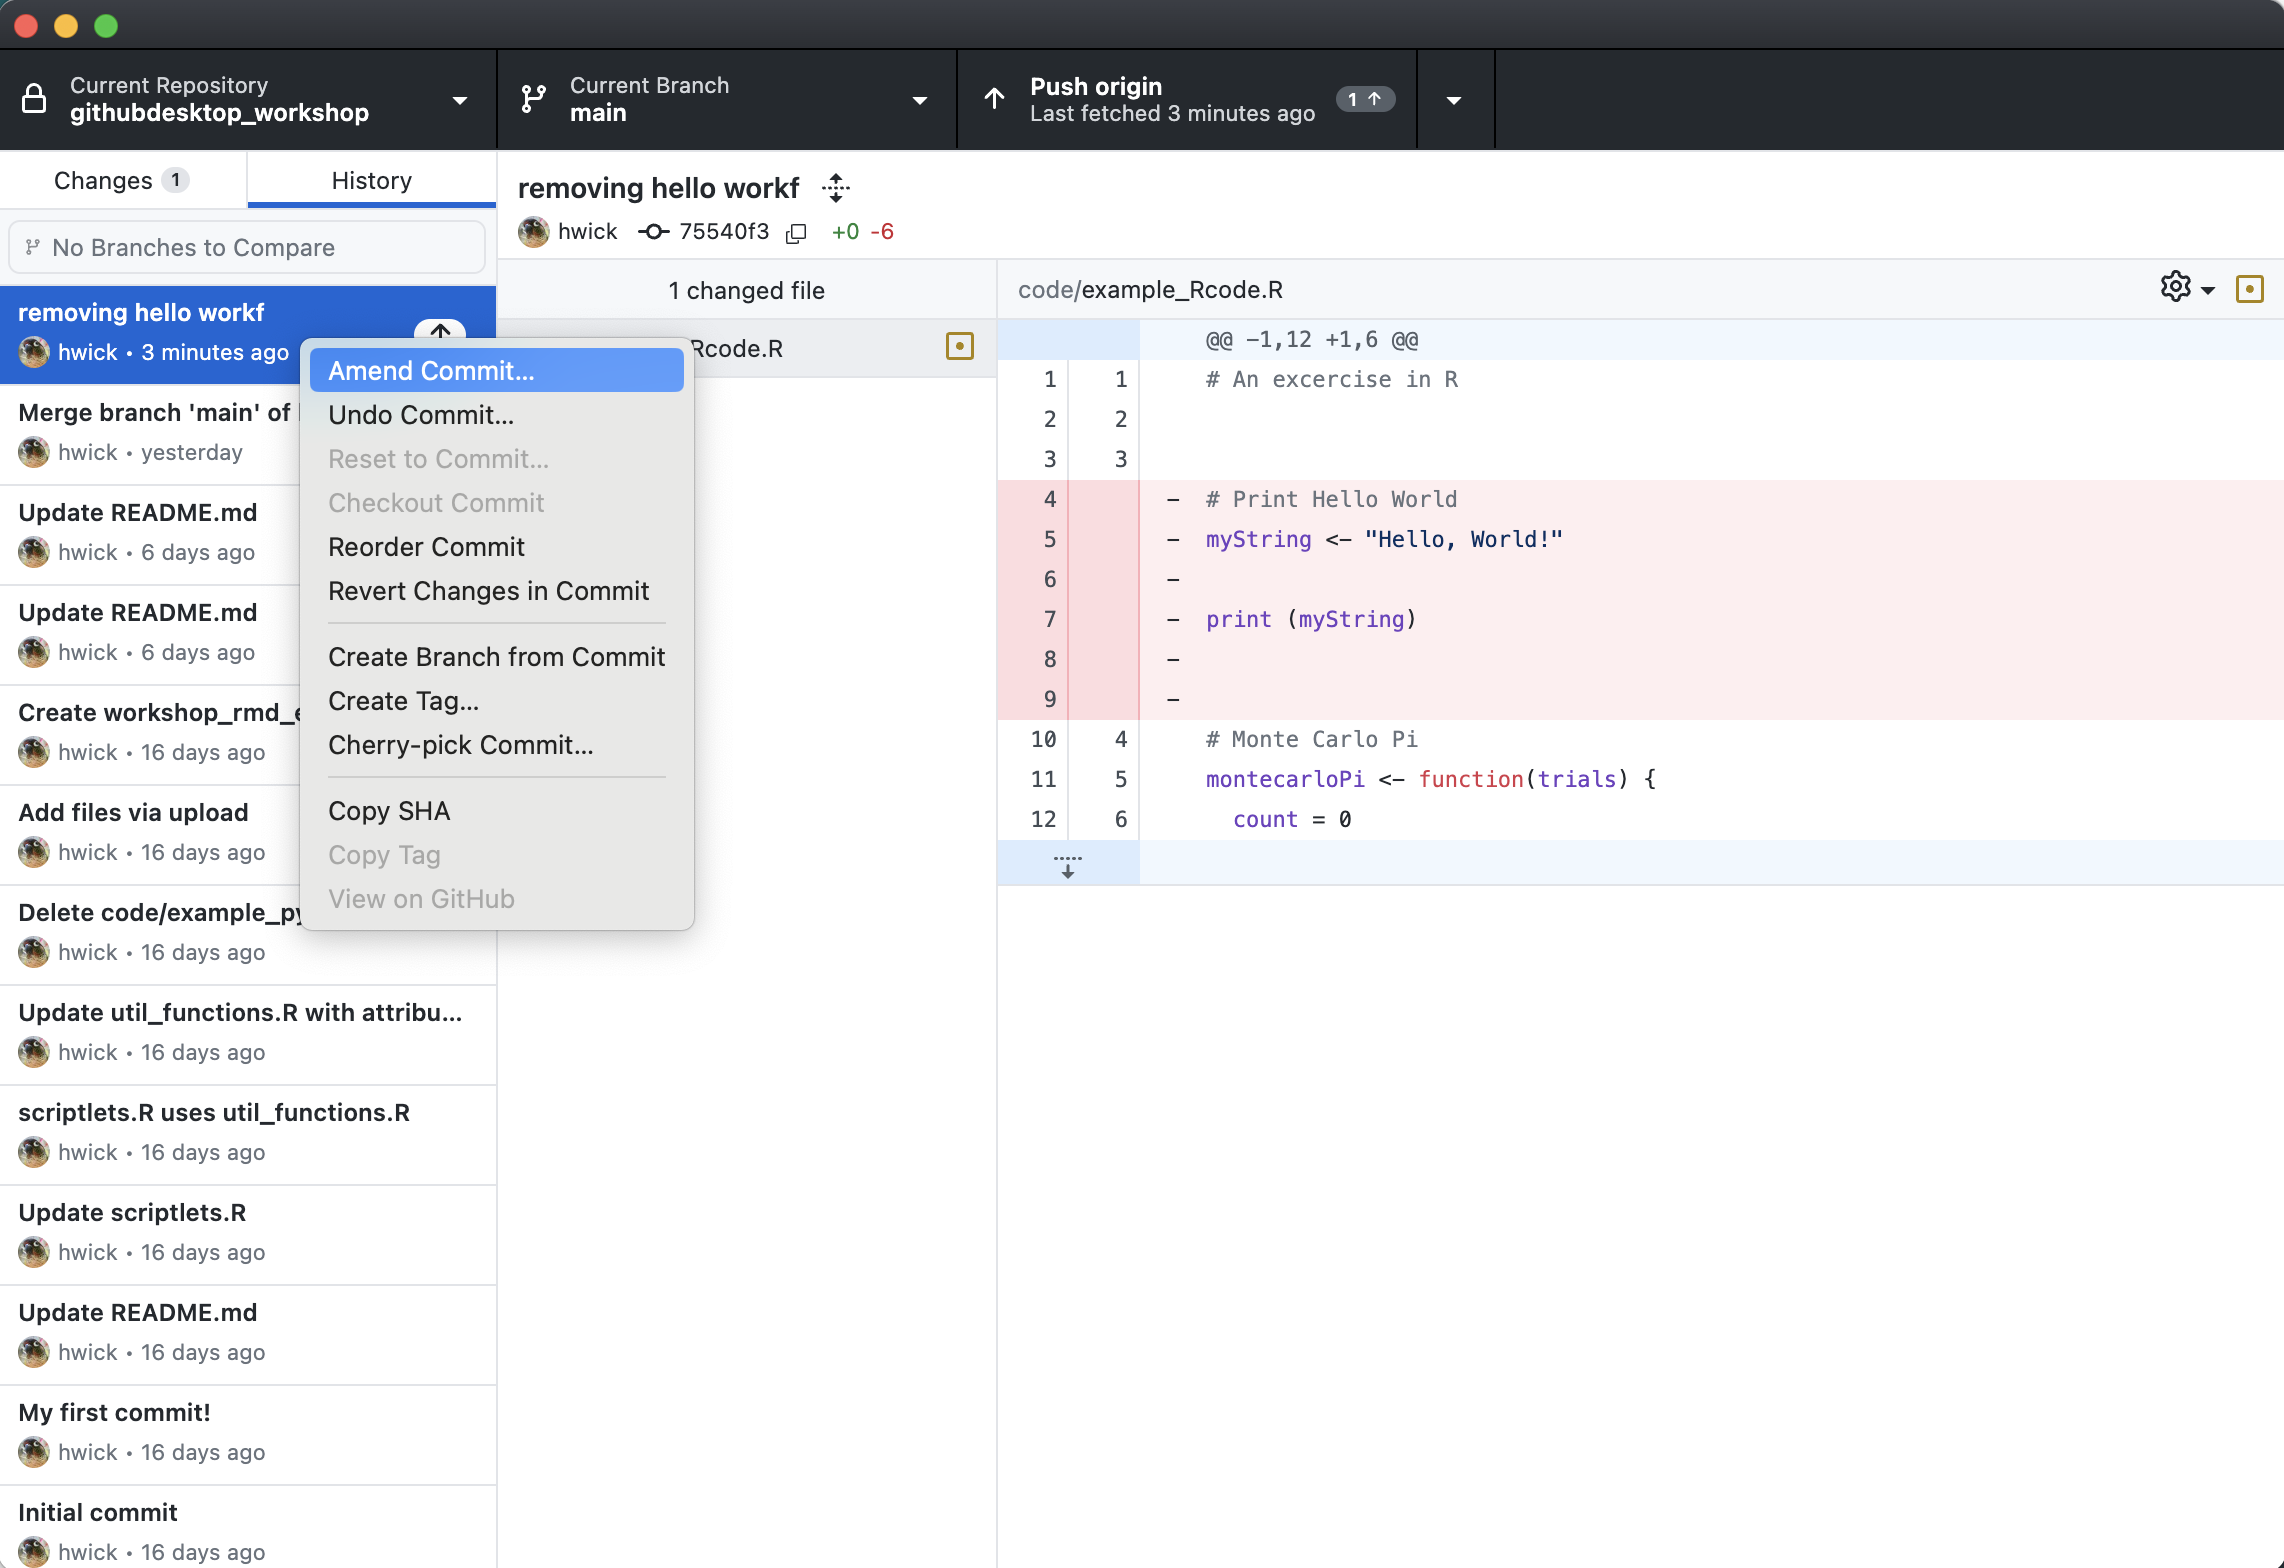 Current Repository
githubdesktop_workshop
Current Branch
main
Push origin
Last fetched 3 minutes ago
1
Changes 1
History
No Branches to Compare
removing hello workf
hwick • 3 minutes ago
Merge branch 'main' of
hwick • yesterday
Update README.md
hwick • 6 days ago
Update README.md
hwick • 6 days ago
Create workshop_rmd_e
hwick • 16 days ago
Add files via upload
hwick • 16 days ago
Delete code/example_py
hwick • 16 days ago
Update util_functions.R with attribu...
hwick • 16 days ago
scriptlets.R uses util_functions.R
hwick • 16 days ago
Update scriptlets.R
hwick • 16 days ago
Update README.md
hwick • 16 days ago
My first commit!
hwick • 16 days ago
Initial commit
hwick • 16 days ago
Amend Commit...
Undo Commit...
Reset to Commit...
Checkout Commit
Reorder Commit
Revert Changes in Commit
Create Branch from Commit
Create Tag...
Cherry-pick Commit...
Copy SHA
Copy Tag
View on GitHub
removing hello workf
hwick 75540f3 +0 -6
1 changed file
Rcode.R
code/example_Rcode.R
@@ -1,12 +1,6 @@
1 1 # An excercise in R
2 2
3 3
4 - # Print Hello World
5 - myString <- "Hello, World!"
6 -
7 - print (myString)
8 -
9 -
10 4 # Monte Carlo Pi
11 5 montecarloPi <- function(trials) {
12 6 count = 0